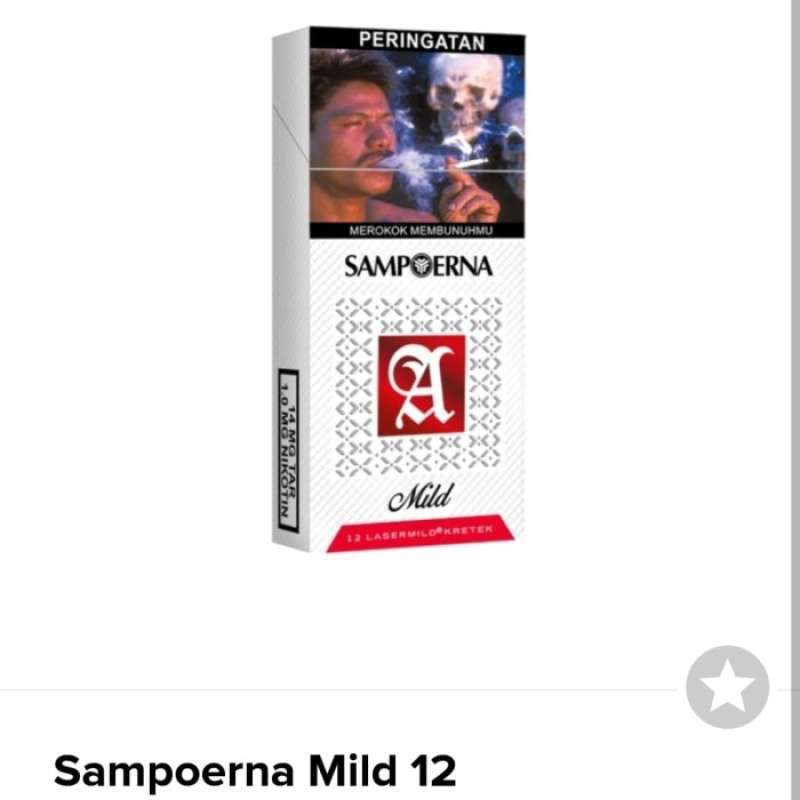 PERINGATAN
MEROKOK MEMBUNUHMU
SAMPOERNA
A
Mild
12 LASERMILD® KRETEK
14 MG TAR
1.0 MG NIKOTIN
Sampoerna Mild 12